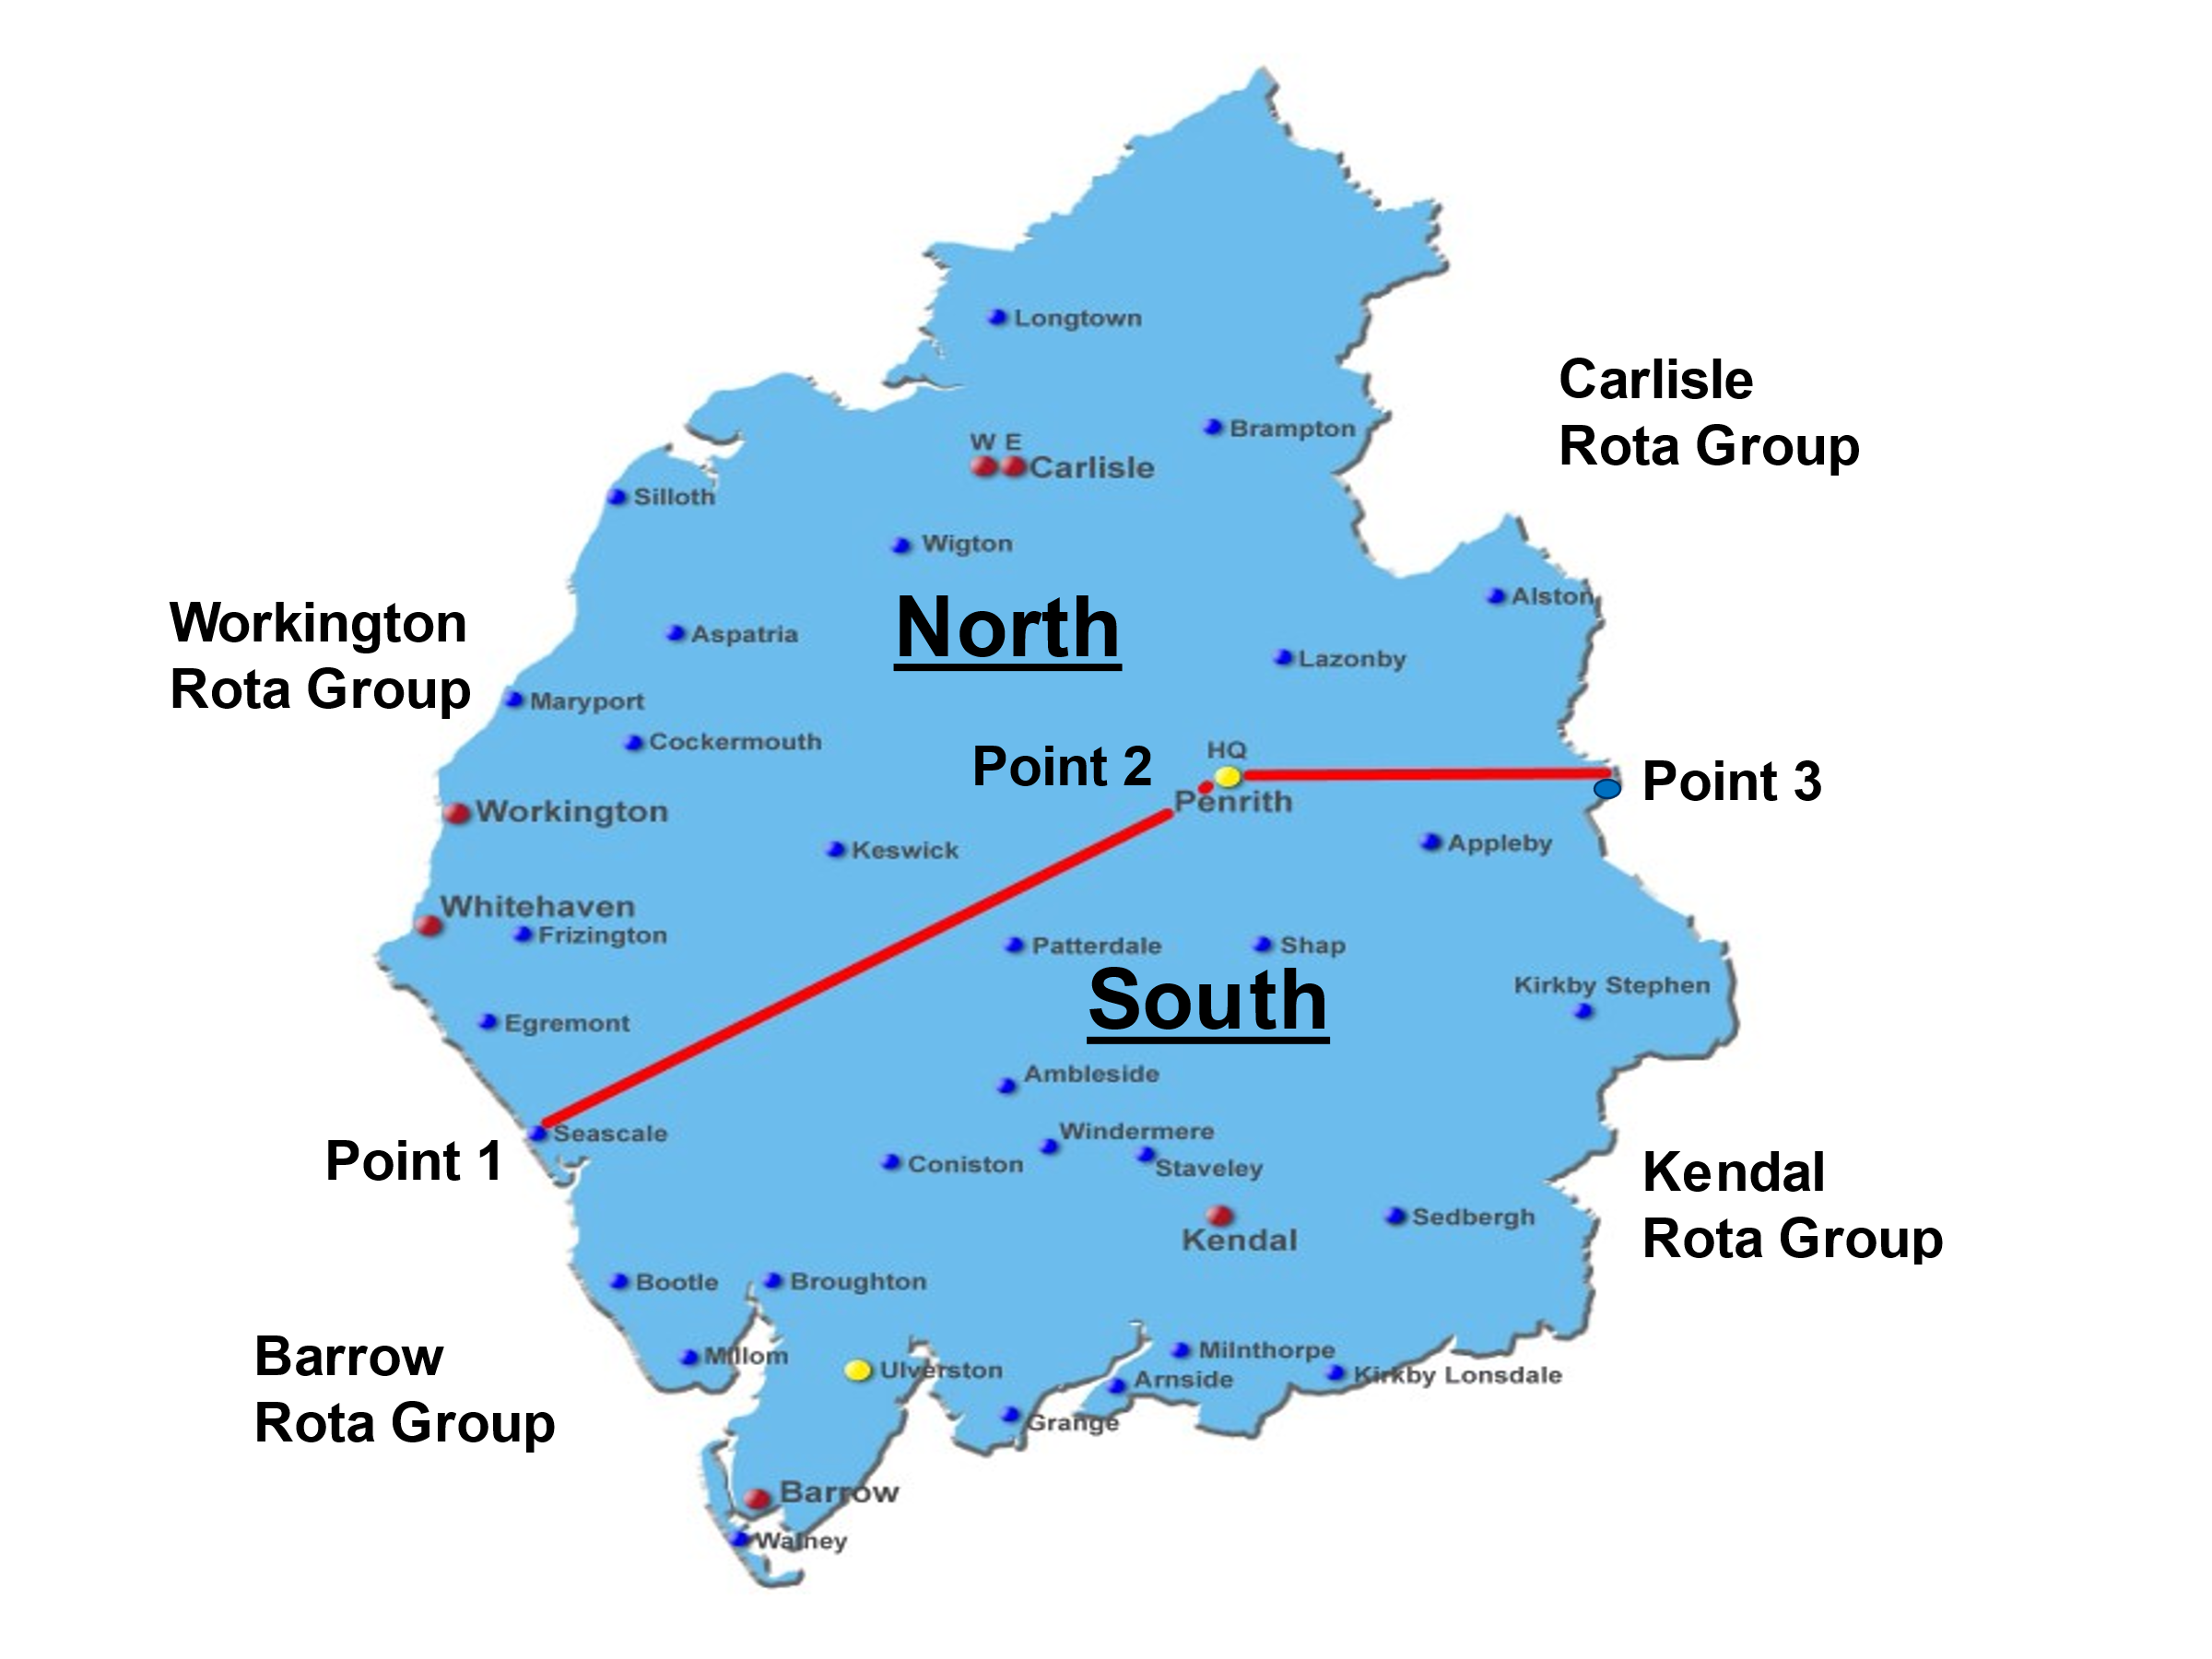 Longtown
Carlisle
Rota Group
Brampton
W E
Carlisle
Silloth
Wigton
North
Alston
Workington
Rota Group
Aspatria
Lazonby
Maryport
Cockermouth
HQ
Point 2
Point 3
Penrith
Workington
Keswick
Appleby
Whitehaven
Frizington
Patterdale
Shap
South
Kirkby Stephen
Egremont
Ambleside
Seascale
Windermere
Point 1
Coniston
Staveley
Kendal
Rota Group
Sedbergh
Kendal
Bootle
Broughton
Barrow
Rota Group
Millom
Ulverston
Milnthorpe
Arnside
Kirkby Lonsdale
Grange
Barrow
Walney